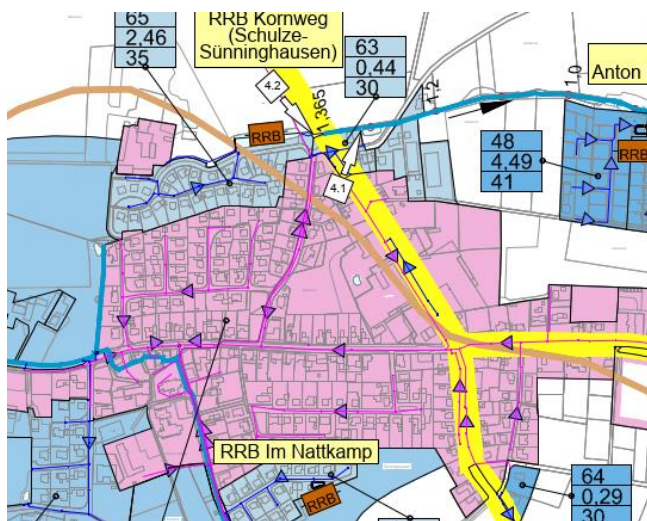 65
2,46
35
RRB Kornweg
(Schulze-
Sünninghausen)
63
0,44
30
4.2
1,365
1,2
1,0
Anton
RRB
48
4,49
41
RRB
4.1
RRB Im Nattkamp
RRB
64
0,29
30